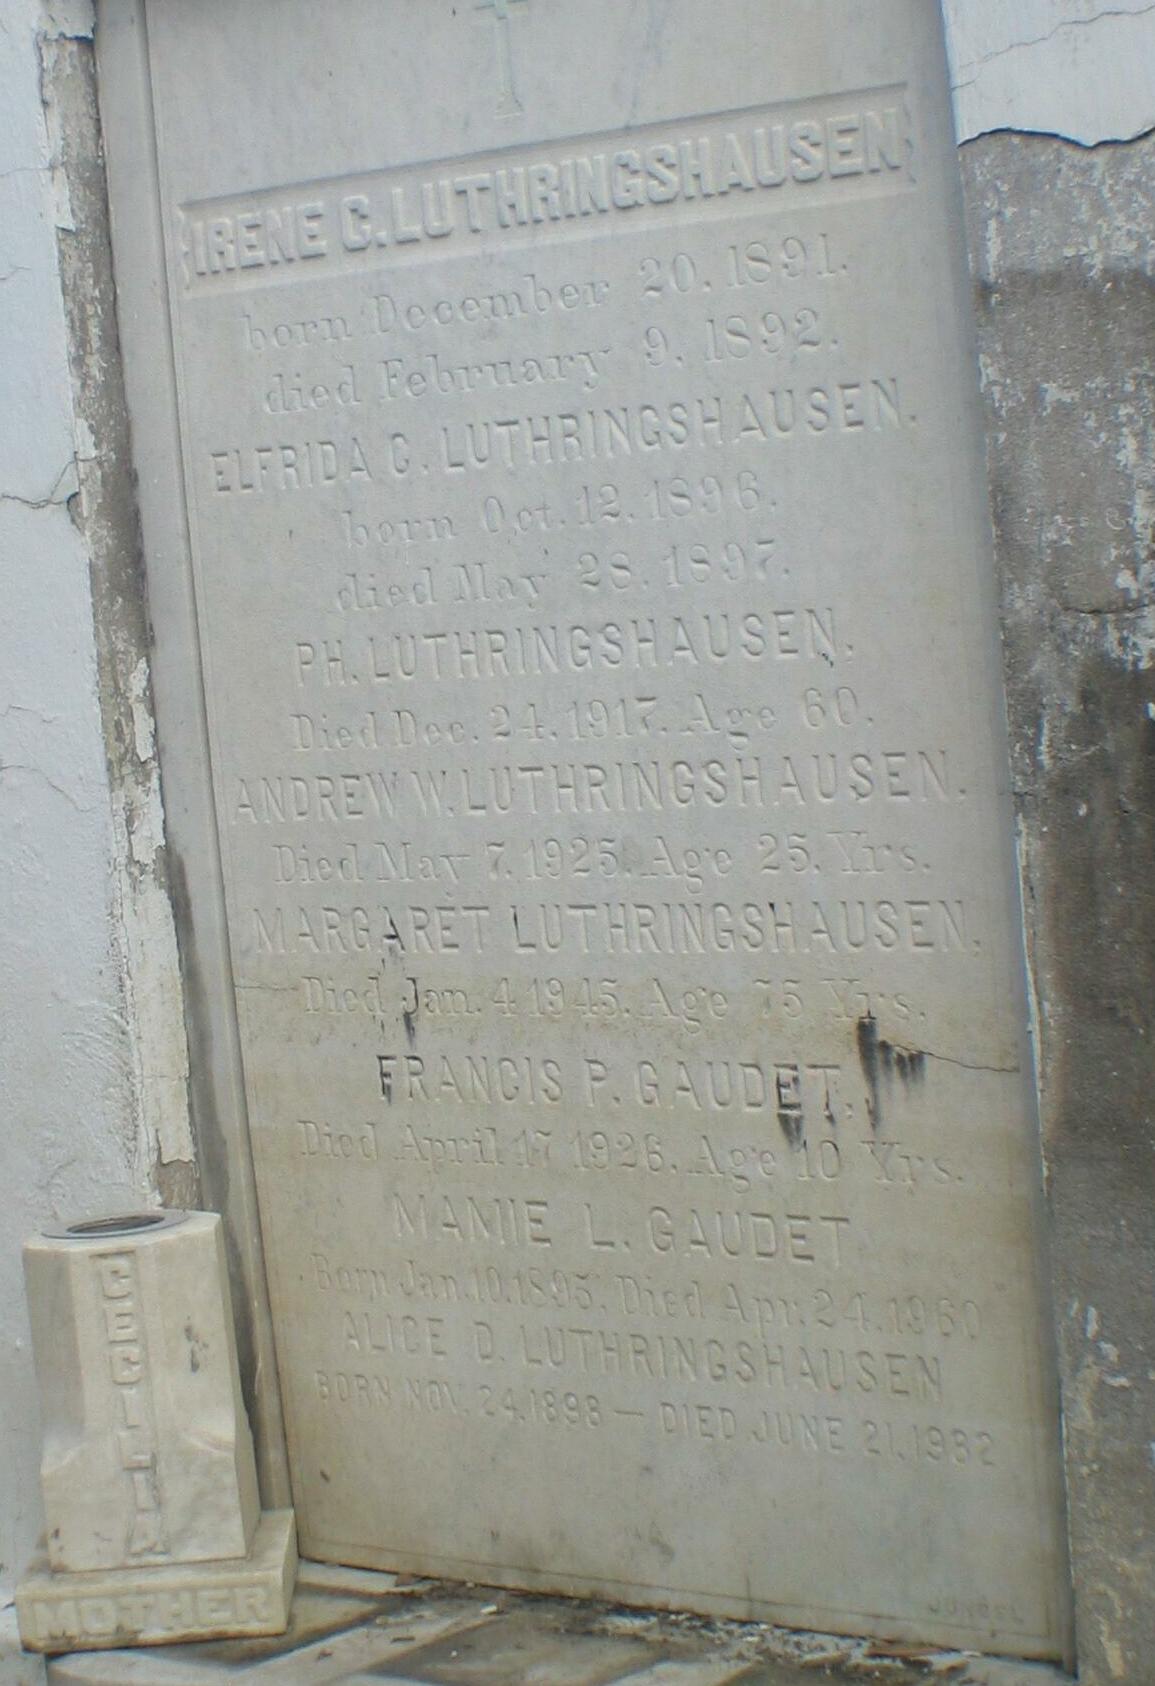 IRENE C. LUTHRINGSHAUSEN
born December 20. 1891.
died February 9. 1892.
ELFRIDA C. LUTHRINGSHAUSEN.
born Oct. 12. 1896.
died May 28. 1897.
PH. LUTHRINGSHAUSEN.
Died Dec. 24. 1917. Age 60.
ANDREW W. LUTHRINGSHAUSEN.
Died May 7. 1925. Age 25. Yrs.
MARGARET LUTHRINGSHAUSEN.
Died Jan. 4 1945. Age 75 Yrs.
FRANCIS P. GAUDET.
Died April 17 1926. Age 10 Yrs.
MAMIE L. GAUDET
Born Jan. 10. 1895. Died Apr. 24. 1960
ALICE D. LUTHRINGSHAUSEN
BORN NOV. 24. 1898 — DIED JUNE 21. 1982
CECILIA
MOTHER